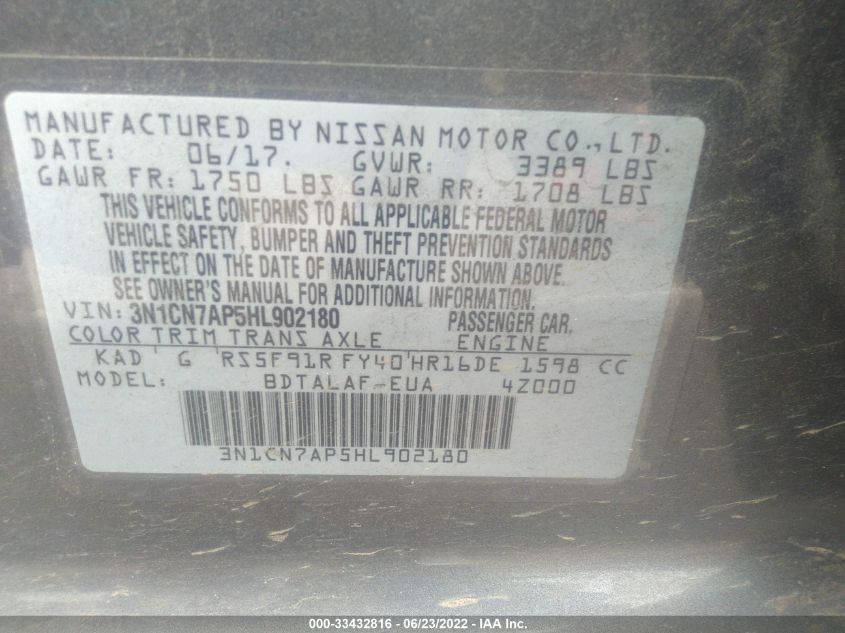 MANUFACTURED BY NISSAN MOTOR CO., LTD.
DATE: 06/17. GVWR: 3389 LBS
GAWR FR: 1750 LBS GAWR RR: 1708 LBS
THIS VEHICLE CONFORMS TO ALL APPLICABLE FEDERAL MOTOR
VEHICLE SAFETY, BUMPER AND THEFT PREVENTION STANDARDS
IN EFFECT ON THE DATE OF MANUFACTURE SHOWN ABOVE.
SEE OWNER'S MANUAL FOR ADDITIONAL INFORMATION.
VIN: 3N1CN7AP5HL902180 PASSENGER CAR.
COLOR TRIM TRANS AXLE ENGINE
KAD G RS5F91R FY40 HR16DE 1598 CC
MODEL: BDTALAF-EUA 4Z000
3N1CN7AP5HL902180
000-33432816 - 06/23/2022 - IAA Inc.